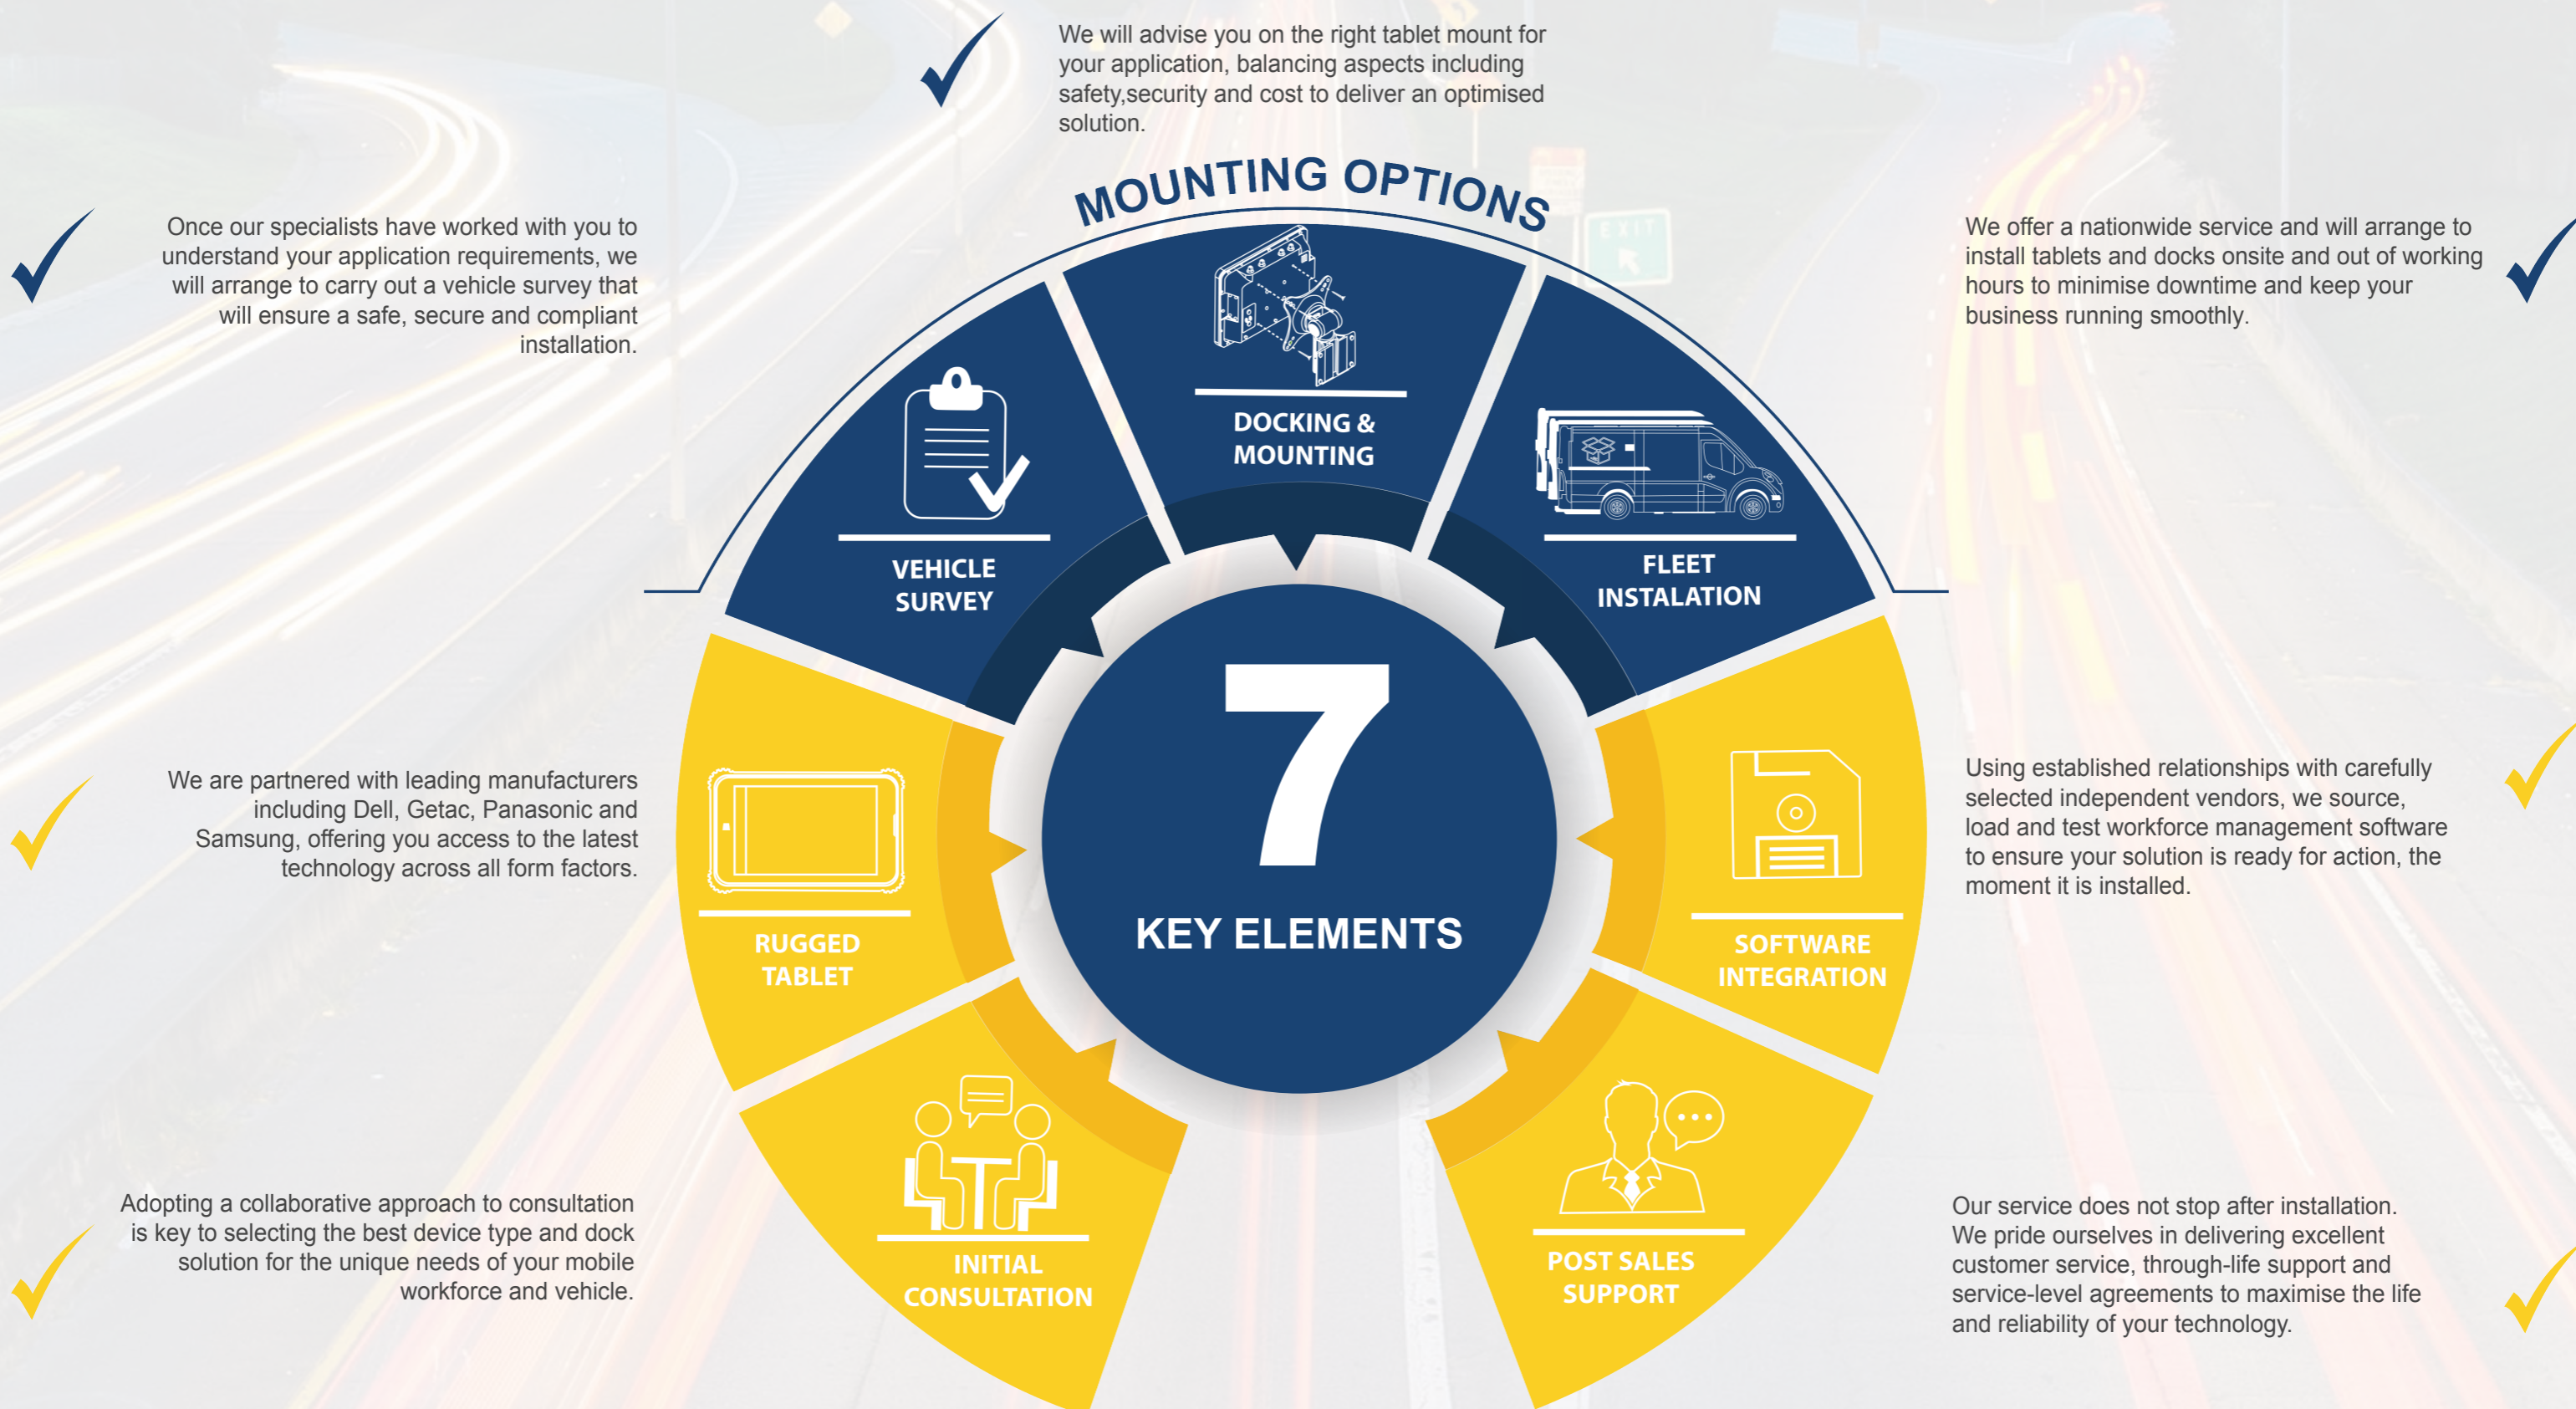 We will advise you on the right tablet mount for
your application, balancing aspects including
safety,security and cost to deliver an optimised
solution.
MOUNTING OPTIONS
Once our specialists have worked with you to
understand your application requirements, we
will arrange to carry out a vehicle survey that
will ensure a safe, secure and compliant
installation.
We offer a nationwide service and will arrange to
install tablets and docks onsite and out of working
hours to minimise downtime and keep your
business running smoothly.
EXIT
DOCKING &
MOUNTING
VEHICLE
SURVEY
FLEET
INSTALATION
7
KEY ELEMENTS
We are partnered with leading manufacturers
including Dell, Getac, Panasonic and
Samsung, offering you access to the latest
technology across all form factors.
RUGGED
TABLET
SOFTWARE
INTEGRATION
Using established relationships with carefully
selected independent vendors, we source,
load and test workforce management software
to ensure your solution is ready for action, the
moment it is installed.
Adopting a collaborative approach to consultation
is key to selecting the best device type and dock
solution for the unique needs of your mobile
workforce and vehicle.
INITIAL
CONSULTATION
POST SALES
SUPPORT
Our service does not stop after installation.
We pride ourselves in delivering excellent
customer service, through-life support and
service-level agreements to maximise the life
and reliability of your technology.